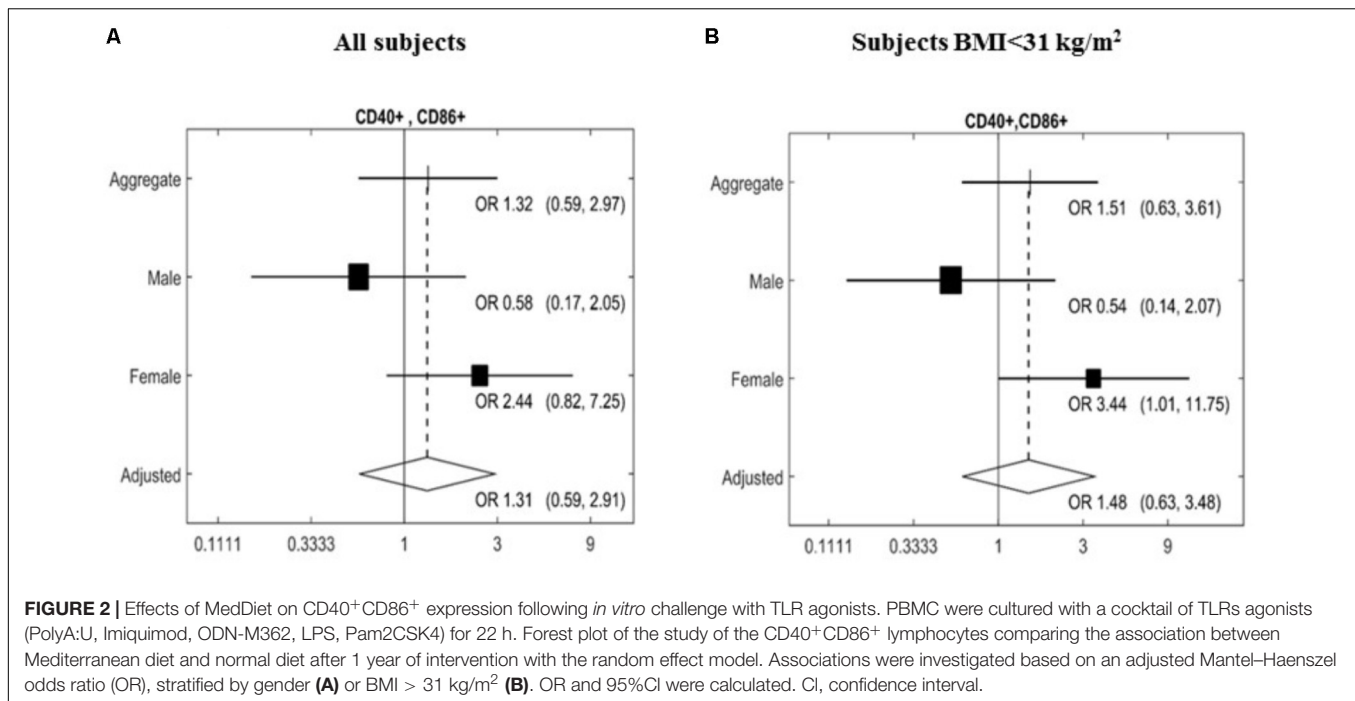 A
All subjects
CD40+ , CD86+
Aggregate
OR 1.32 (0.59, 2.97)
Male
OR 0.58 (0.17, 2.05)
Female
OR 2.44 (0.82, 7.25)
Adjusted
OR 1.31 (0.59, 2.91)
0.1111 0.3333 1 3 9
B
Subjects BMI<31 kg/m²
CD40+,CD86+
Aggregate
OR 1.51 (0.63, 3.61)
Male
OR 0.54 (0.14, 2.07)
Female
OR 3.44 (1.01, 11.75)
Adjusted
OR 1.48 (0.63, 3.48)
0.1111 0.3333 1 3 9
FIGURE 2 | Effects of MedDiet on CD40⁺CD86⁺ expression following in vitro challenge with TLR agonists. PBMC were cultured with a cocktail of TLRs agonists
(PolyA:U, Imiquimod, ODN-M362, LPS, Pam2CSK4) for 22 h. Forest plot of the study of the CD40⁺CD86⁺ lymphocytes comparing the association between
Mediterranean diet and normal diet after 1 year of intervention with the random effect model. Associations were investigated based on an adjusted Mantel–Haenszel
odds ratio (OR), stratified by gender (A) or BMI > 31 kg/m² (B). OR and 95%CI were calculated. CI, confidence interval.